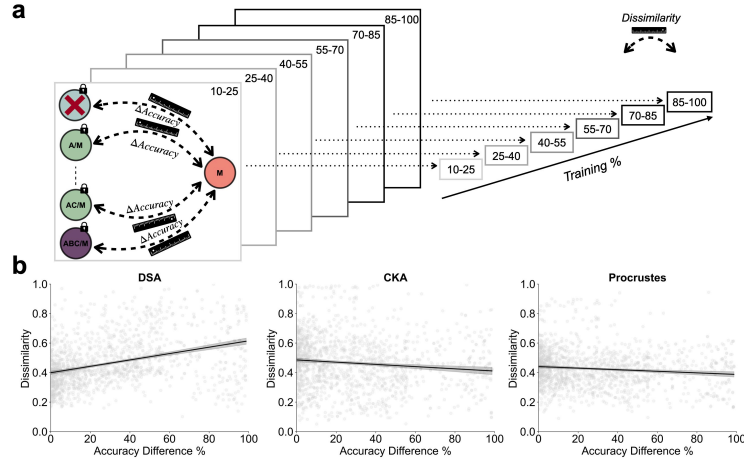 a
85-100
70-85
55-70
40-55
25-40
10-25
ΔAccuracy
A/M
ΔAccuracy
M
AC/M
ΔAccuracy
ABC/M
ΔAccuracy
Dissimilarity
85-100
70-85
55-70
40-55
25-40
10-25
Training %
b
DSA
CKA
Procrustes
Dissimilarity
1.0
0.8
0.6
0.4
0.2
0.0
0
20
40
60
80
100
Accuracy Difference %
Dissimilarity
1.0
0.8
0.6
0.4
0.2
0.0
0
20
40
60
80
100
Accuracy Difference %
Dissimilarity
1.0
0.8
0.6
0.4
0.2
0.0
0
20
40
60
80
100
Accuracy Difference %